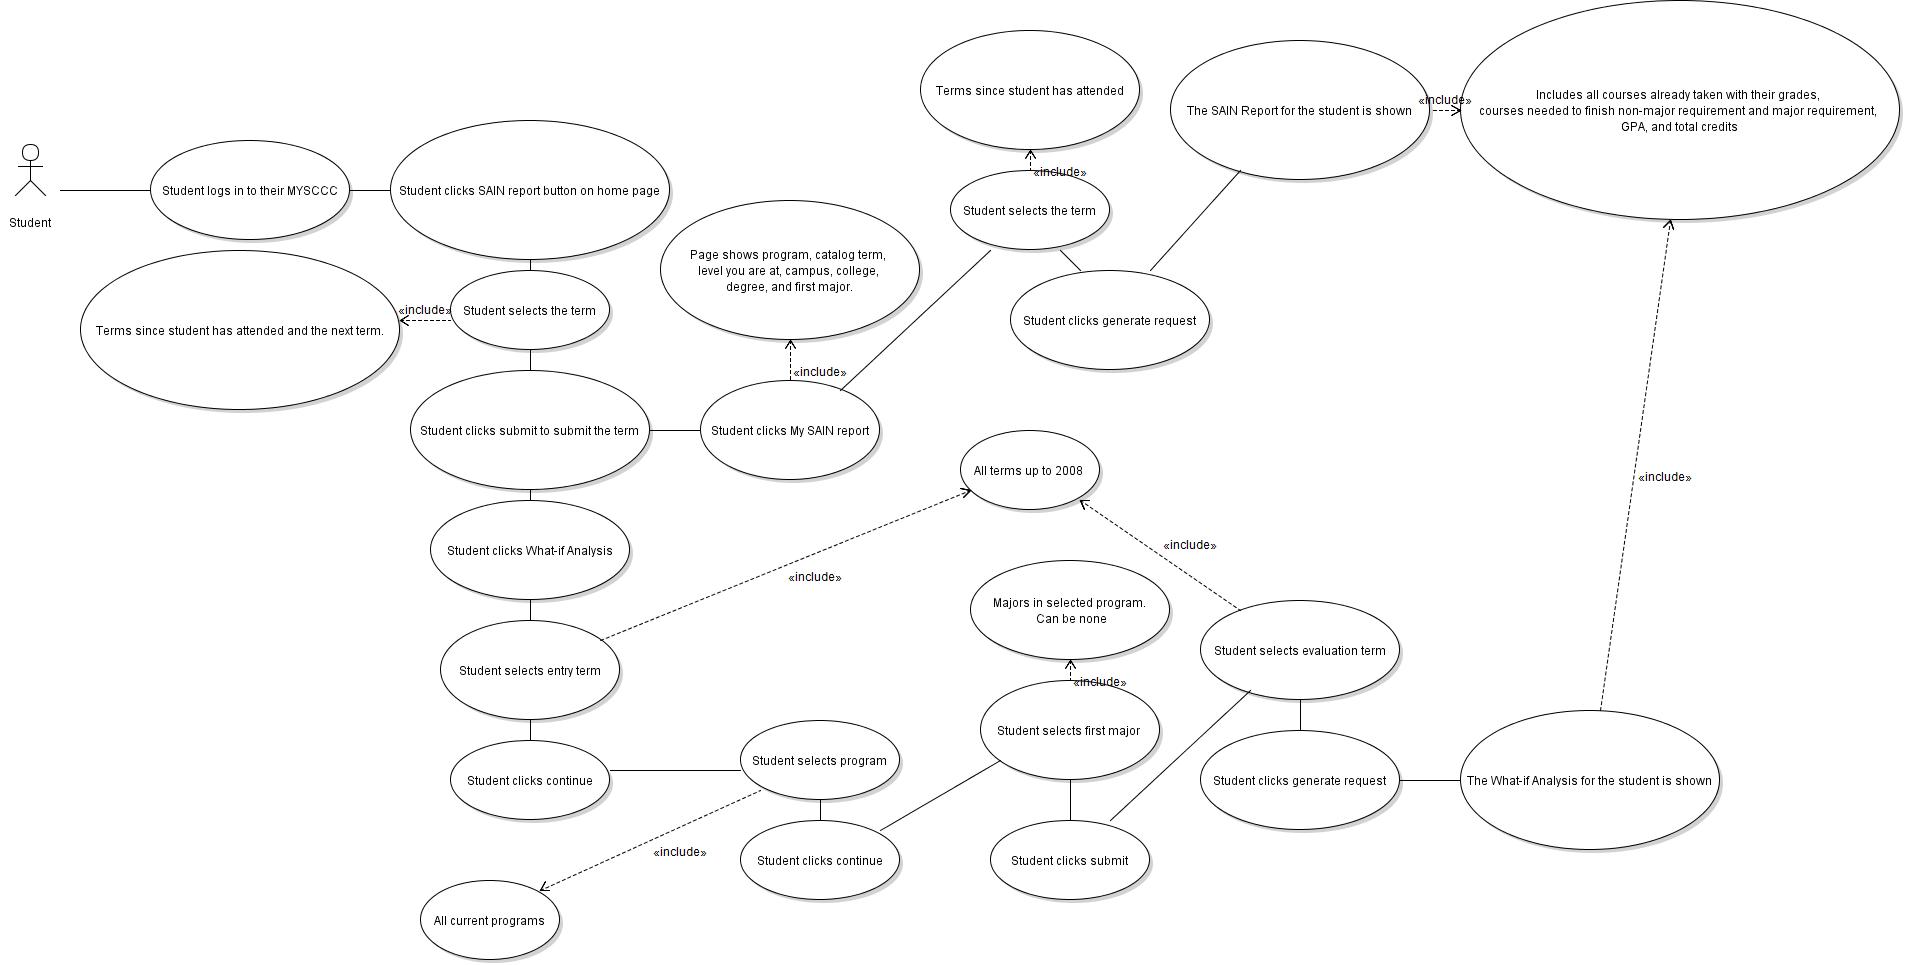 Student
Student logs in to their MYSCCC
Student clicks SAIN report button on home page
Student selects the term
«include»
Terms since student has attended and the next term.
Student clicks submit to submit the term
Student clicks My SAIN report
«include»
Page shows program, catalog term,
level you are at, campus, college,
degree, and first major.
Student selects the term
«include»
Terms since student has attended
Student clicks generate request
The SAIN Report for the student is shown
«include»
Includes all courses already taken with their grades,
courses needed to finish non-major requirement and major requirement,
GPA, and total credits
Student clicks What-if Analysis
Student selects entry term
«include»
All terms up to 2008
Student clicks continue
Student selects program
«include»
All current programs
Student clicks continue
Student selects first major
«include»
Majors in selected program.
Can be none
Student clicks submit
Student selects evaluation term
«include»
Student clicks generate request
The What-if Analysis for the student is shown
«include»